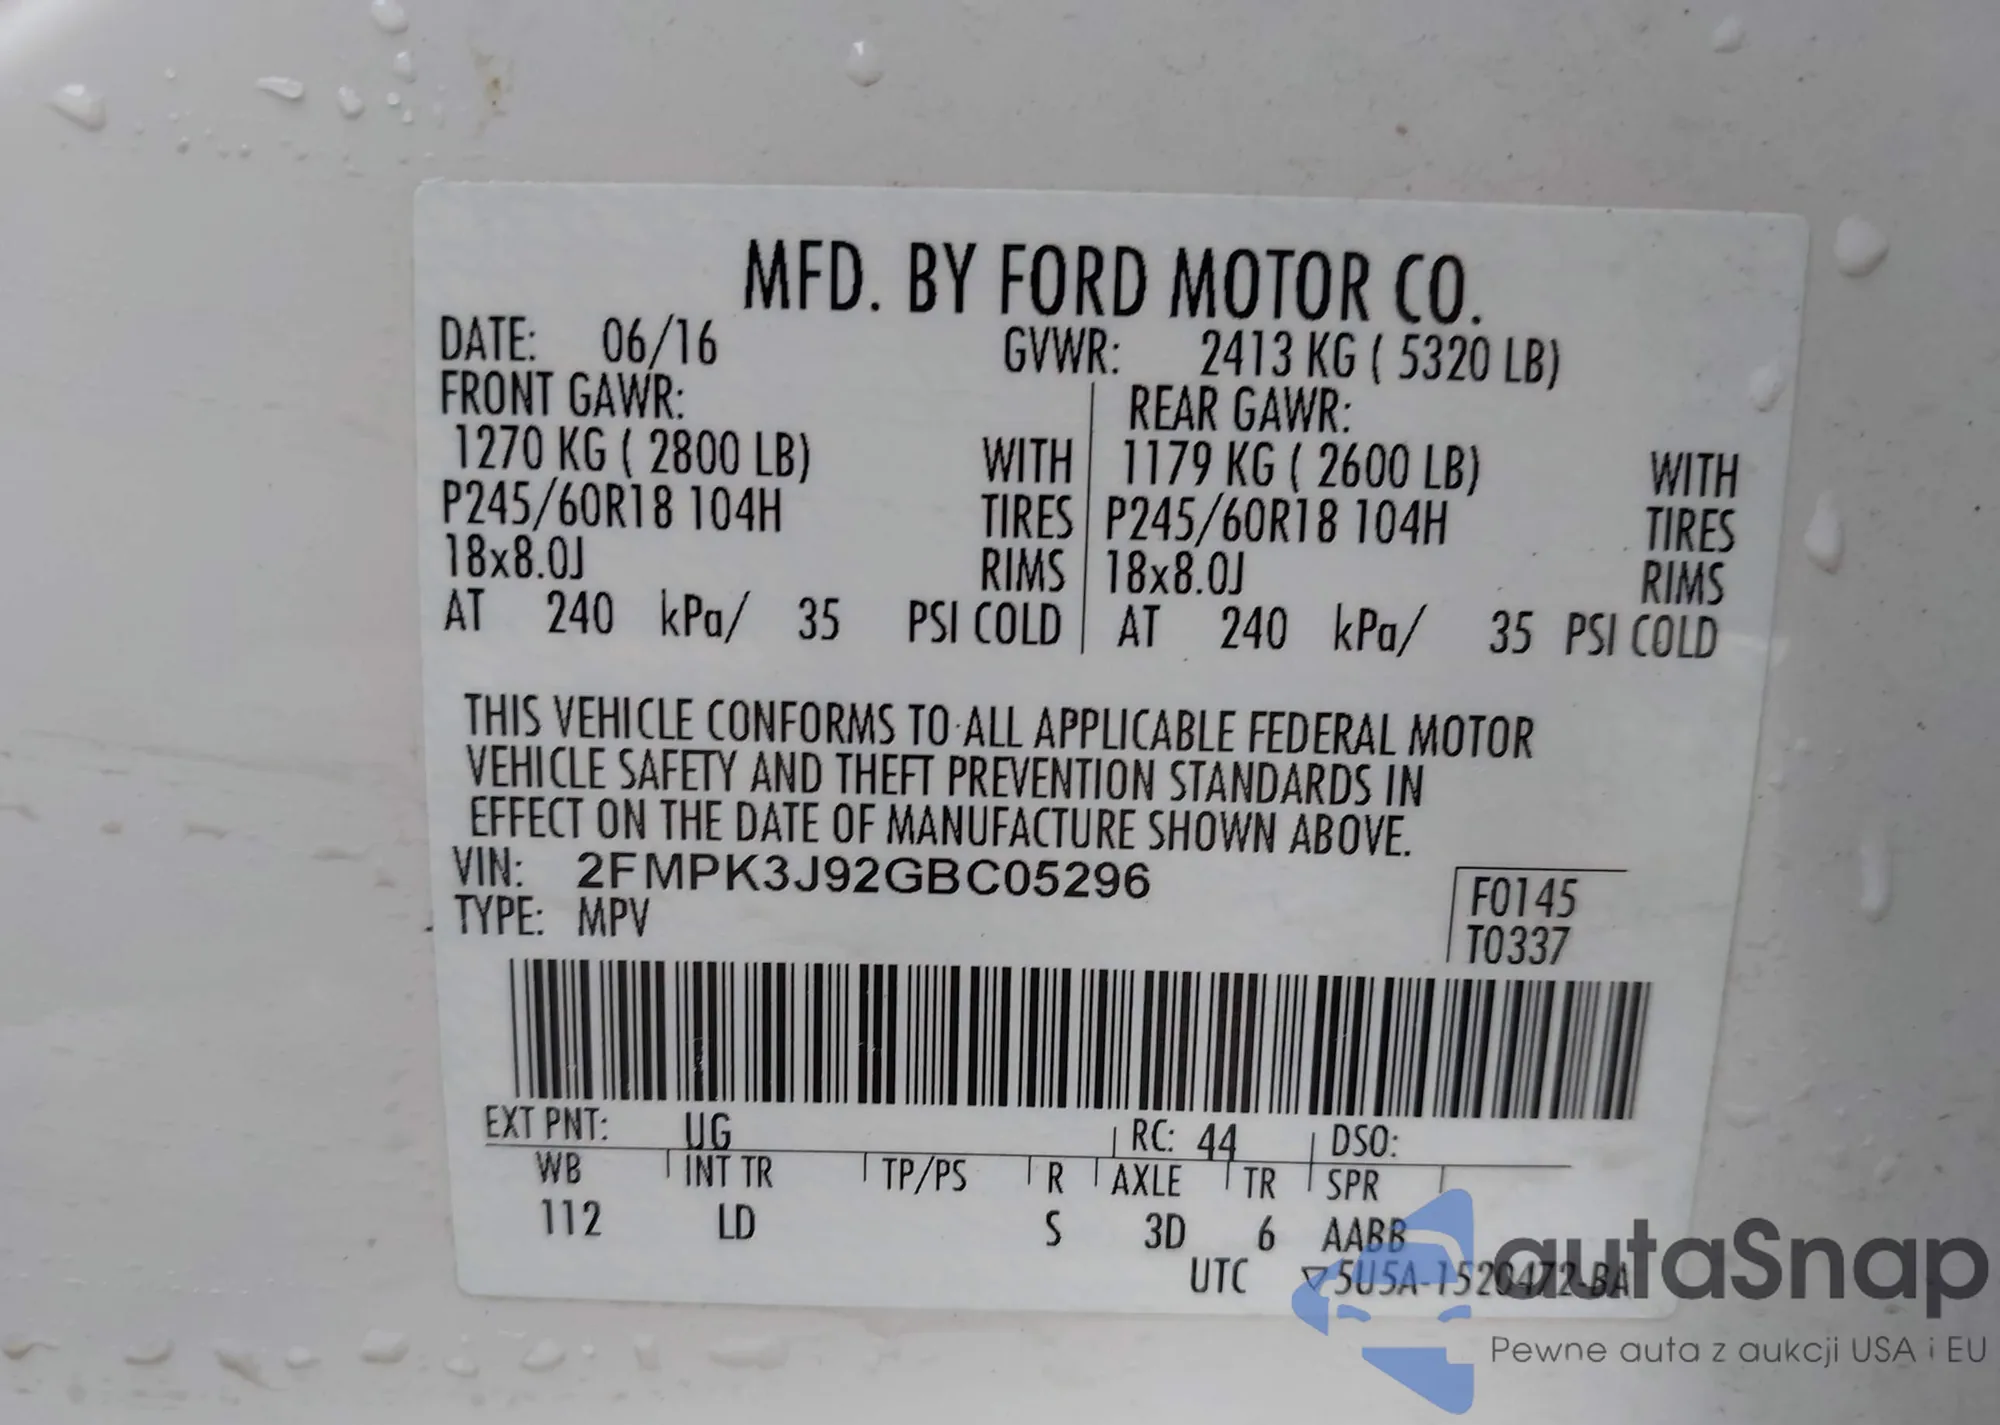 MFD. BY FORD MOTOR CO.
DATE: 06/16 GVWR: 2413 KG ( 5320 LB)
FRONT GAWR: REAR GAWR:
1270 KG ( 2800 LB) WITH 1179 KG ( 2600 LB) WITH
P245/60R18 104H TIRES P245/60R18 104H TIRES
18x8.0J RIMS 18x8.0J RIMS
AT 240 kPa/ 35 PSI COLD AT 240 kPa/ 35 PSI COLD
THIS VEHICLE CONFORMS TO ALL APPLICABLE FEDERAL MOTOR
VEHICLE SAFETY AND THEFT PREVENTION STANDARDS IN
EFFECT ON THE DATE OF MANUFACTURE SHOWN ABOVE.
VIN: 2FMPK3J92GBC05296
F0145
TYPE: MPV
T0337
EXT PNT: UG RC: 44 DSO:
WB INT TR TP/PS R AXLE TR SPR
112 LD S 3D 6 AABB
UTC ▽5U5A-1520472-BA
autaSnap
Pewne auta z aukcji USA i EU